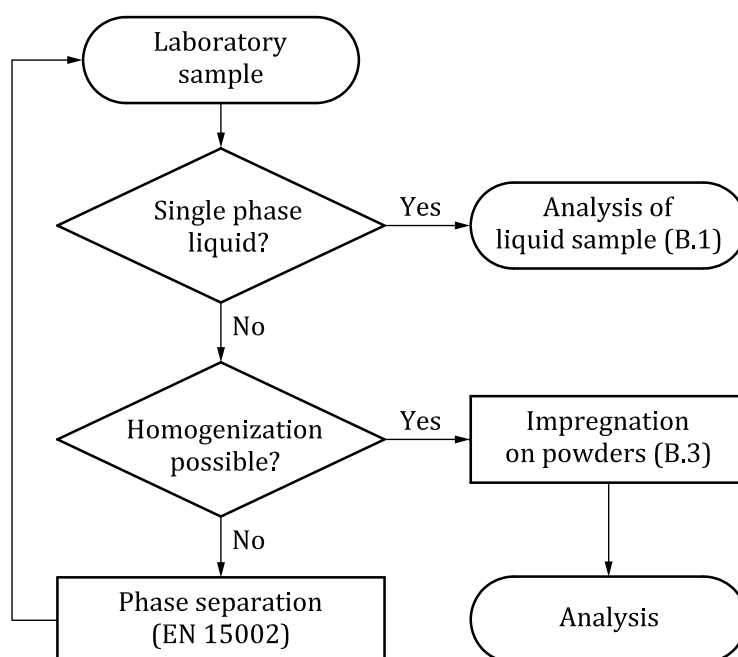 Laboratory
sample
Single phase
liquid?
Yes
Analysis of
liquid sample (B.1)
No
Homogenization
possible?
Yes
Impregnation
on powders (B.3)
No
Phase separation
(EN 15002)
Analysis